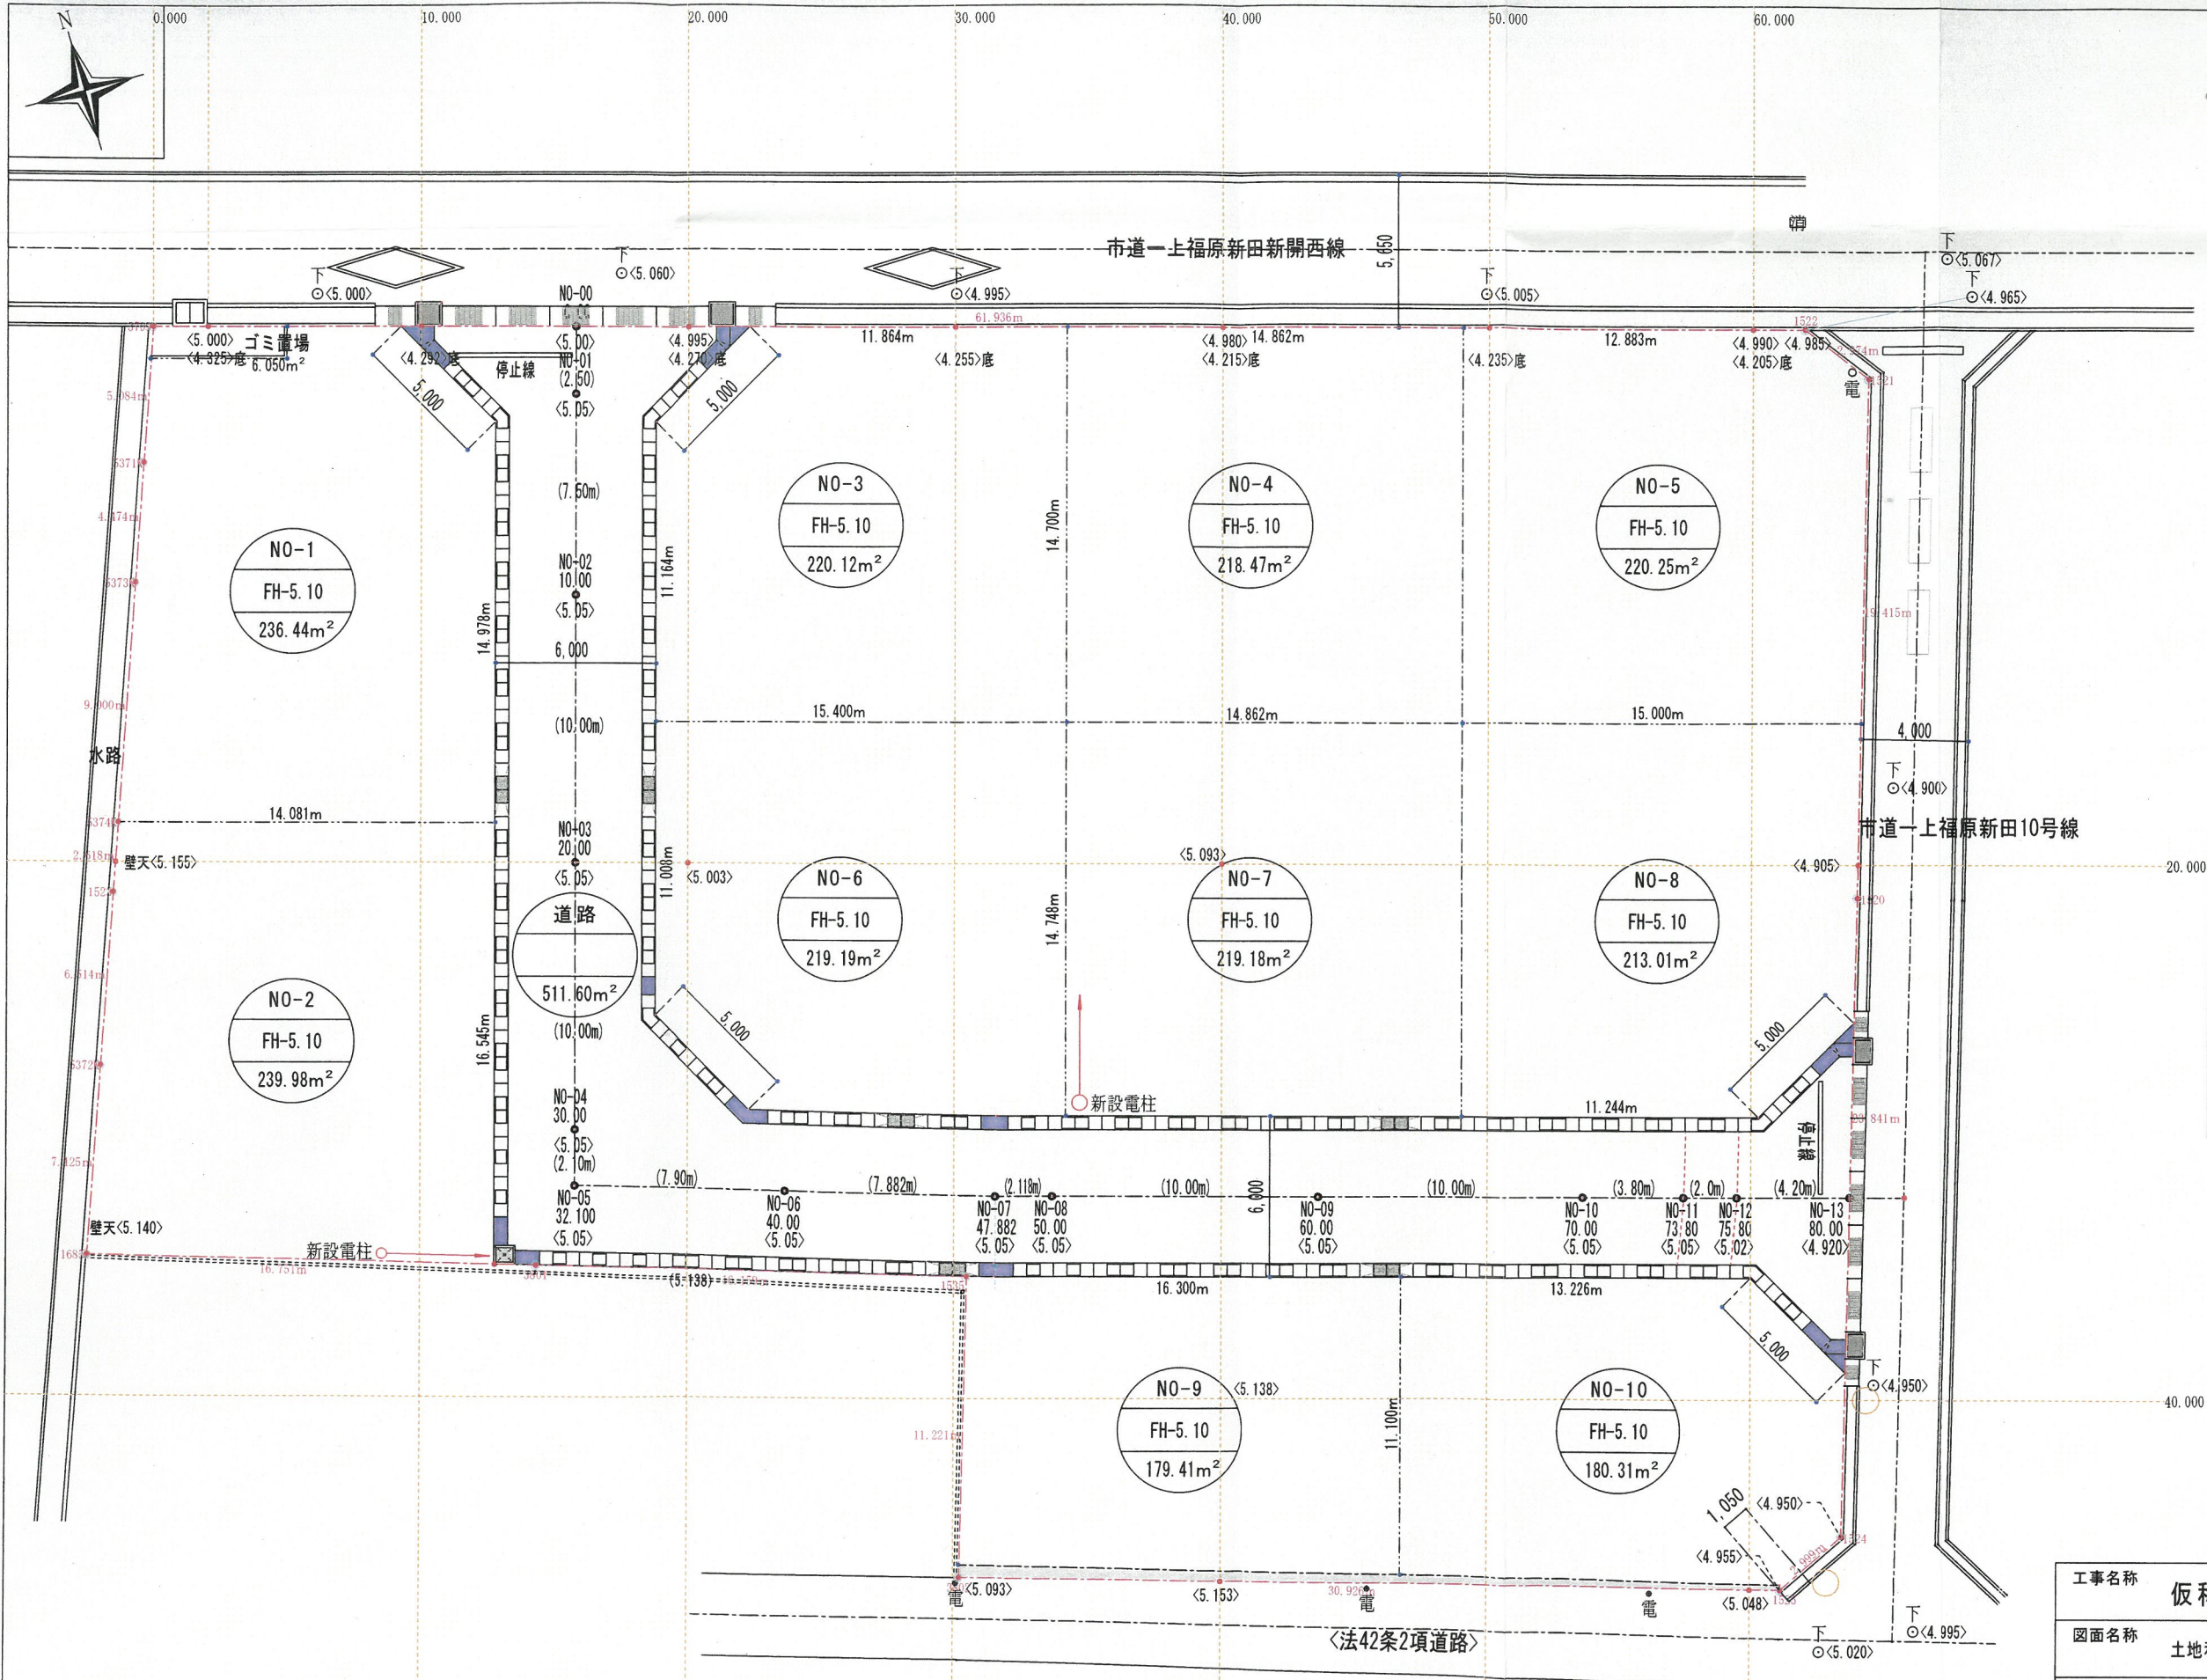 N
0.000
10.000
20.000
30.000
40.000
50.000
60.000
消
市道一上福原新田新開西線
5,650
下
<5.000>
下
<5.060>
下
<4.995>
下
<5.005>
下
<5.067>
下
<4.965>
NO-00
<5.00>
61.936m
1522
<5.000>
ゴミ置場
<4.325>底
6.050m²
<4.292>底
停止線
NO-01
(2.50)
<5.05>
<4.995>
<4.270>底
11.864m
<4.255>底
<4.980>
14.862m
<4.215>底
<4.235>底
12.883m
<4.990>
<4.985>
<4.205>底
電
5,000
5,000
(7.50m)
NO-1
FH-5.10
236.44m²
NO-3
FH-5.10
220.12m²
NO-4
FH-5.10
218.47m²
NO-5
FH-5.10
220.25m²
14.700m
11.164m
14.978m
NO-02
10.00
<5.05>
6,000
15.400m
14.862m
15.000m
4,000
(10.00m)
水路
14.081m
下
<4.900>
市道一上福原新田10号線
NO-03
20.00
<5.05>
壁天<5.155>
<5.003>
<5.093>
<4.905>
20.000
11.008m
道路
511.60m²
(10.00m)
16.545m
NO-2
FH-5.10
239.98m²
NO-6
FH-5.10
219.19m²
NO-7
FH-5.10
219.18m²
NO-8
FH-5.10
213.01m²
14.748m
5,000
5,000
新設電柱
11.244m
停止線
NO-04
30.00
<5.05>
(2.10m)
NO-05
32.100
<5.05>
(7.90m)
NO-06
40.00
<5.05>
(7.882m)
NO-07
47.882
<5.05>
(2.118m)
NO-08
50.00
<5.05>
(10.00m)
6,000
NO-09
60.00
<5.05>
(10.00m)
NO-10
70.00
<5.05>
(3.80m)
NO-11
73.80
<5.05>
(2.0m)
NO-12
75.80
<5.02>
(4.20m)
NO-13
80.00
<4.920>
壁天<5.140>
新設電柱
16.751m
(5.138)
1535
16.300m
13.226m
5,000
下
<4.950>
40.000
NO-9
FH-5.10
179.41m²
<5.138>
11.100m
NO-10
FH-5.10
180.31m²
11.221m
1,050
<4.950>
<4.955>
電
<5.093>
<5.153>
電
電
<5.048>
<法42条2項道路>
下
<5.020>
下
<4.995>
工事名称
図面名称